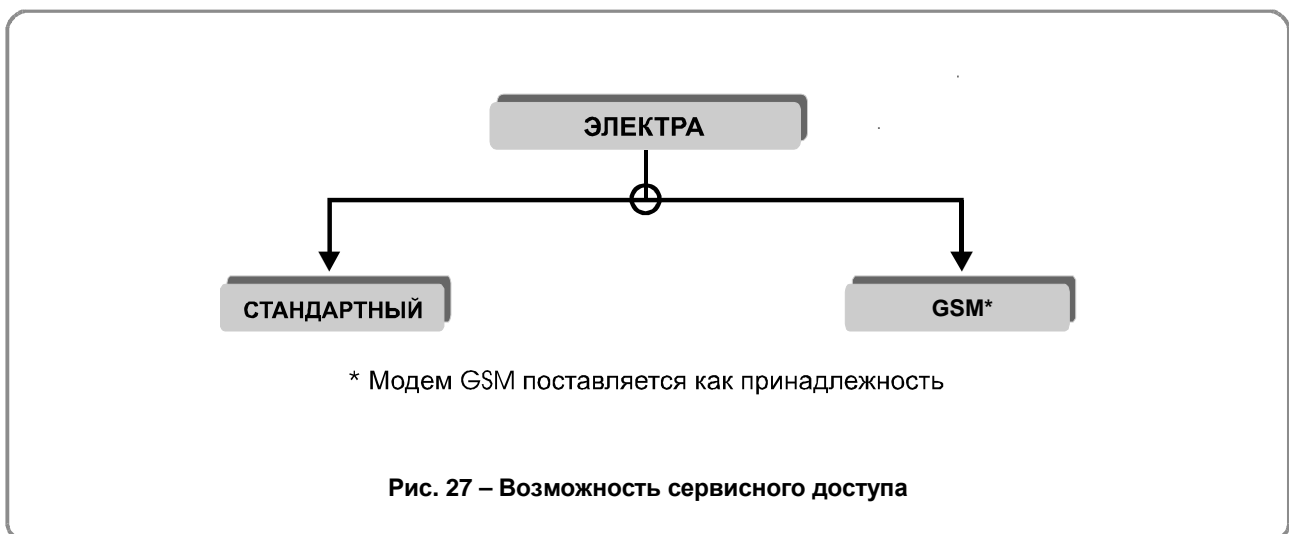 ЭЛЕКТРА
СТАНДАРТНЫЙ
GSM*
* Модем GSM поставляется как принадлежность
Рис. 27 – Возможность сервисного доступа